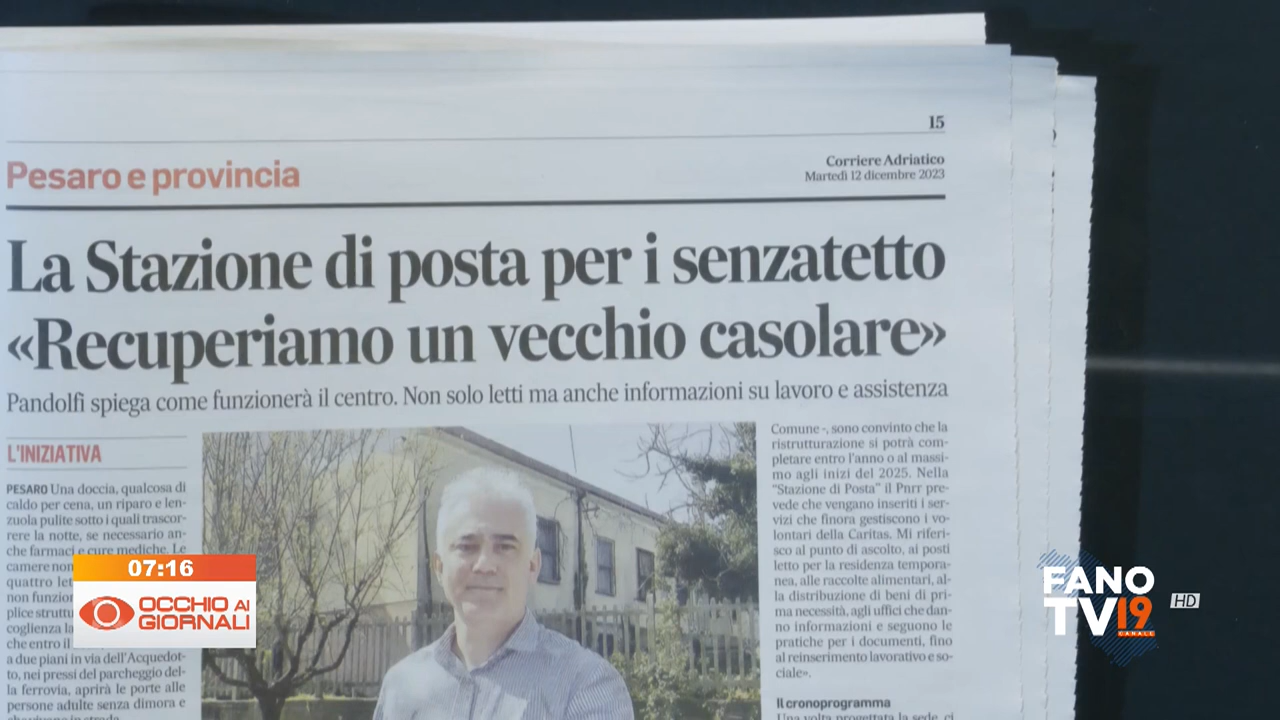 15
Pesaro e provincia
Corriere Adriatico
Martedì 12 dicembre 2023
La Stazione di posta per i senzatetto
«Recuperiamo un vecchio casolare»
Pandolfi spiega come funzionerà il centro. Non solo letti ma anche informazioni su lavoro e assistenza
L'INIZIATIVA
PESARO Una doccia, qualcosa di
caldo per cena, un riparo e len-
zuola pulite sotto i quali trascor-
rere la notte, se necessario an-
che farmaci e cure mediche. Le
camere non
quattro let
non funzion
plice strutt
coglienza la
che entro il
a due piani in via dell'Acquedot-
to, nei pressi del parcheggio del-
la ferrovia, aprirà le porte alle
persone adulte senza dimora e
Comune -, sono convinto che la
ristrutturazione si potrà com-
pletare entro l'anno o al massi-
mo agli inizi del 2025. Nella
"Stazione di Posta" il Pnrr pre-
vede che vengano inseriti i ser-
vizi che finora gestiscono i vo-
lontari della Caritas. Mi riferi-
sco al punto di ascolto, ai posti
letto per la residenza tempora-
nea, alle raccolte alimentari, al-
la distribuzione di beni di pri-
ma necessità, agli uffici che dan-
no informazioni e seguono le
pratiche per i documenti, fino
al reinserimento lavorativo e so-
ciale».
Il cronoprogramma
Una volta progettata la sede, ci
07:16
OCCHIO AI
GIORNALI
FANO
TV19
CANALE
HD